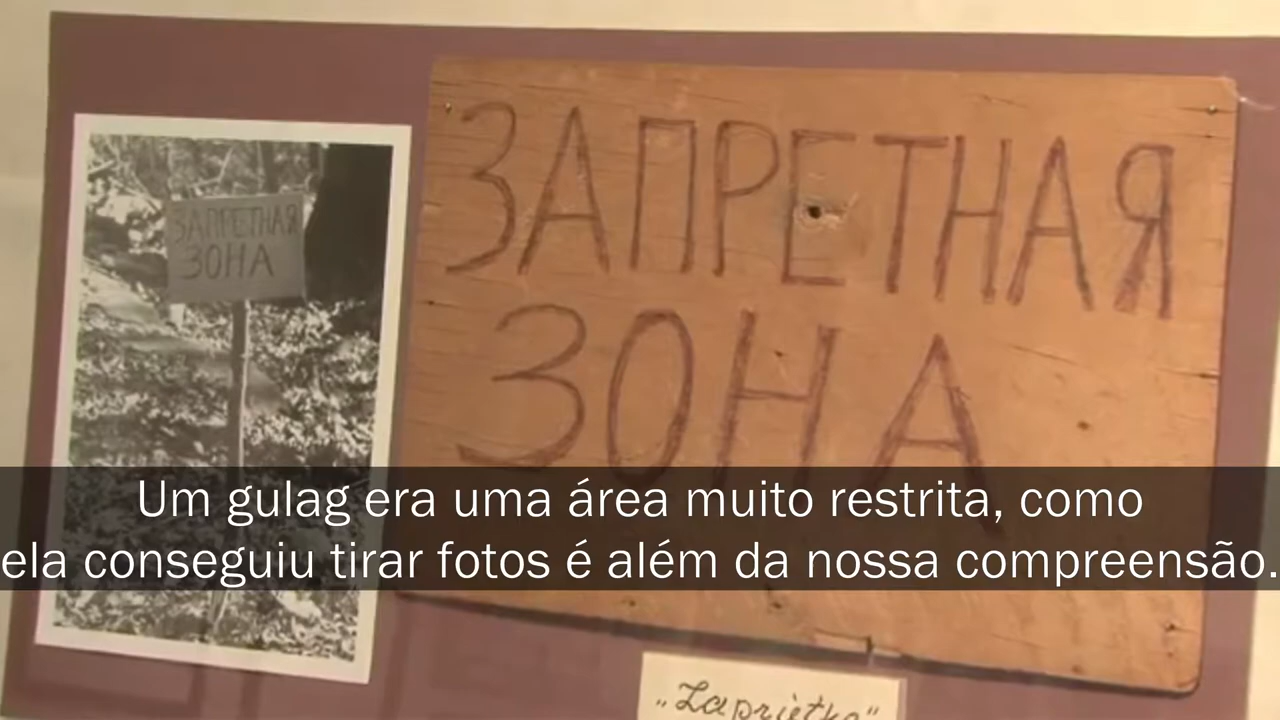 ЗАПРЕТНАЯ
ЗОНА
ЗАПРЕТНАЯ
ЗОНА
Um gulag era uma área muito restrita, como
ela conseguiu tirar fotos é além da nossa compreensão.